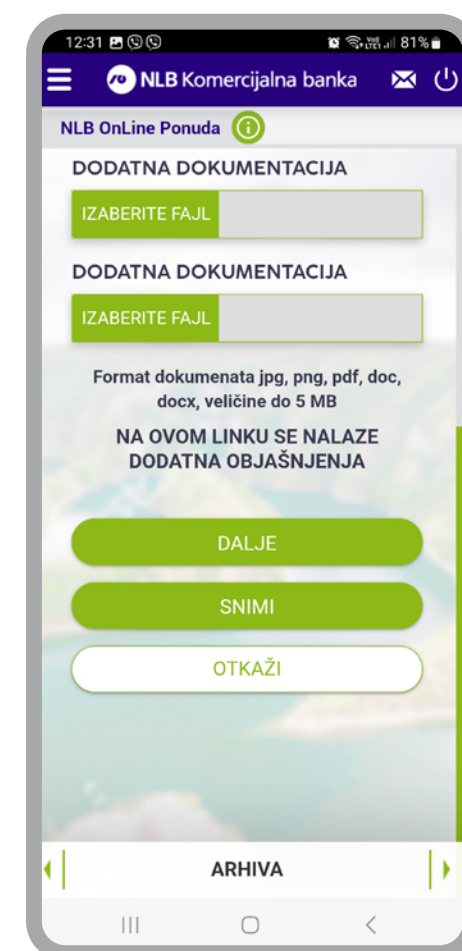 12:31 81%
NLB Komercijalna banka
NLB OnLine Ponuda
DODATNA DOKUMENTACIJA
IZABERITE FAJL
DODATNA DOKUMENTACIJA
IZABERITE FAJL
Format dokumenata jpg, png, pdf, doc,
docx, veličine do 5 MB
NA OVOM LINKU SE NALAZE
DODATNA OBJAŠNJENJA
DALJE
SNIMI
OTKAŽI
ARHIVA